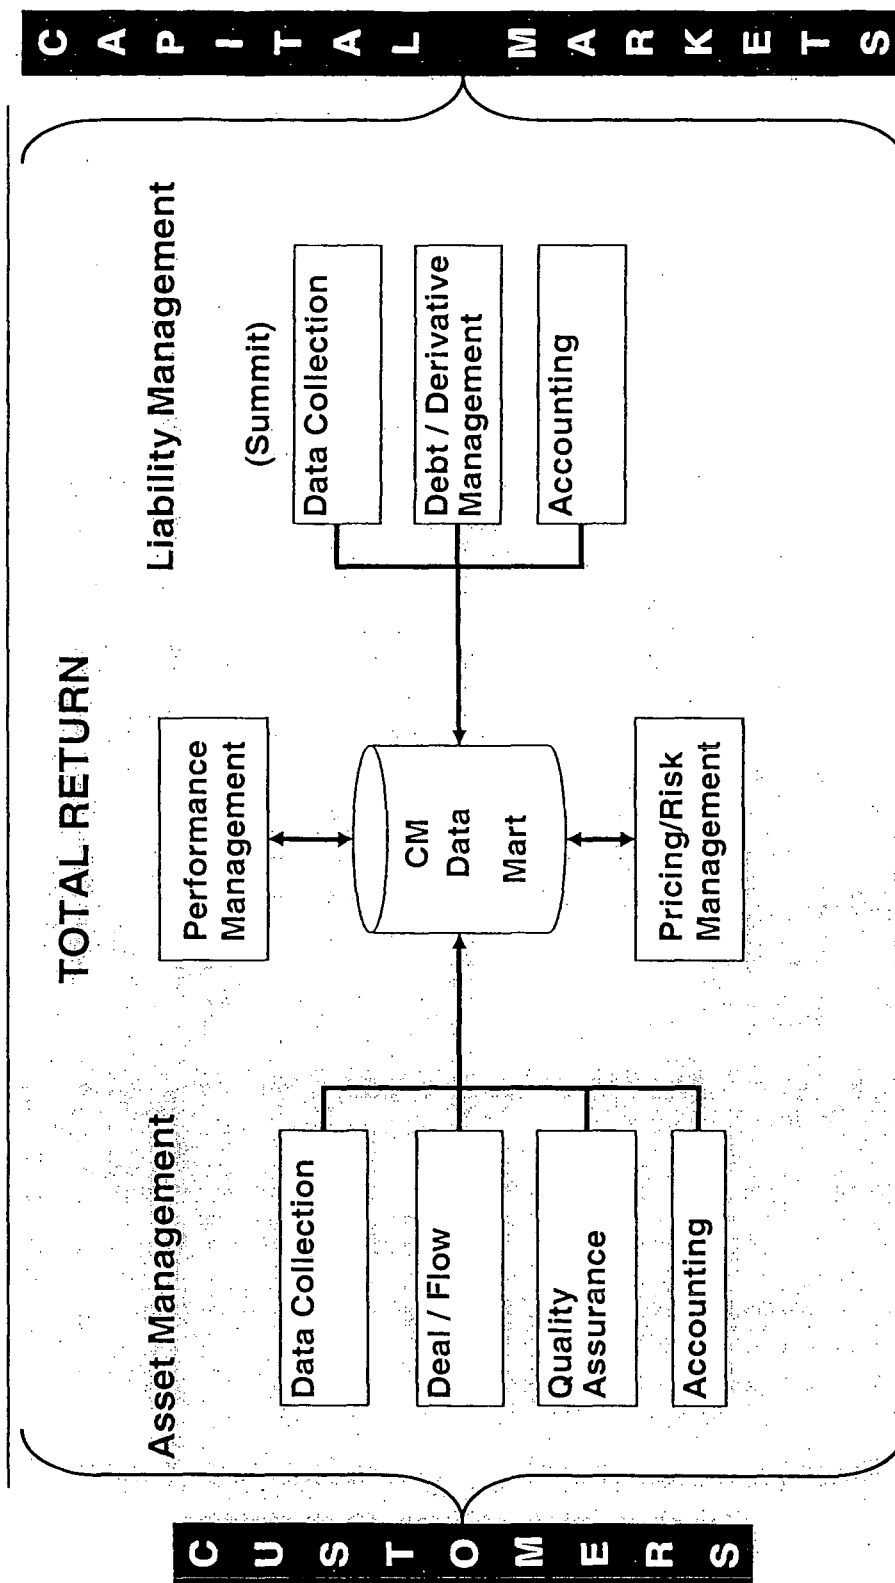 TOTAL RETURN
CUSTOMERS
Asset Management
Data Collection
Deal / Flow
Quality
Assurance
Accounting
Performance
Management
CM
Data
Mart
Pricing/Risk
Management
Liability Management
(Summit)
Data Collection
Debt / Derivative
Management
Accounting
CAPITAL MARKETS